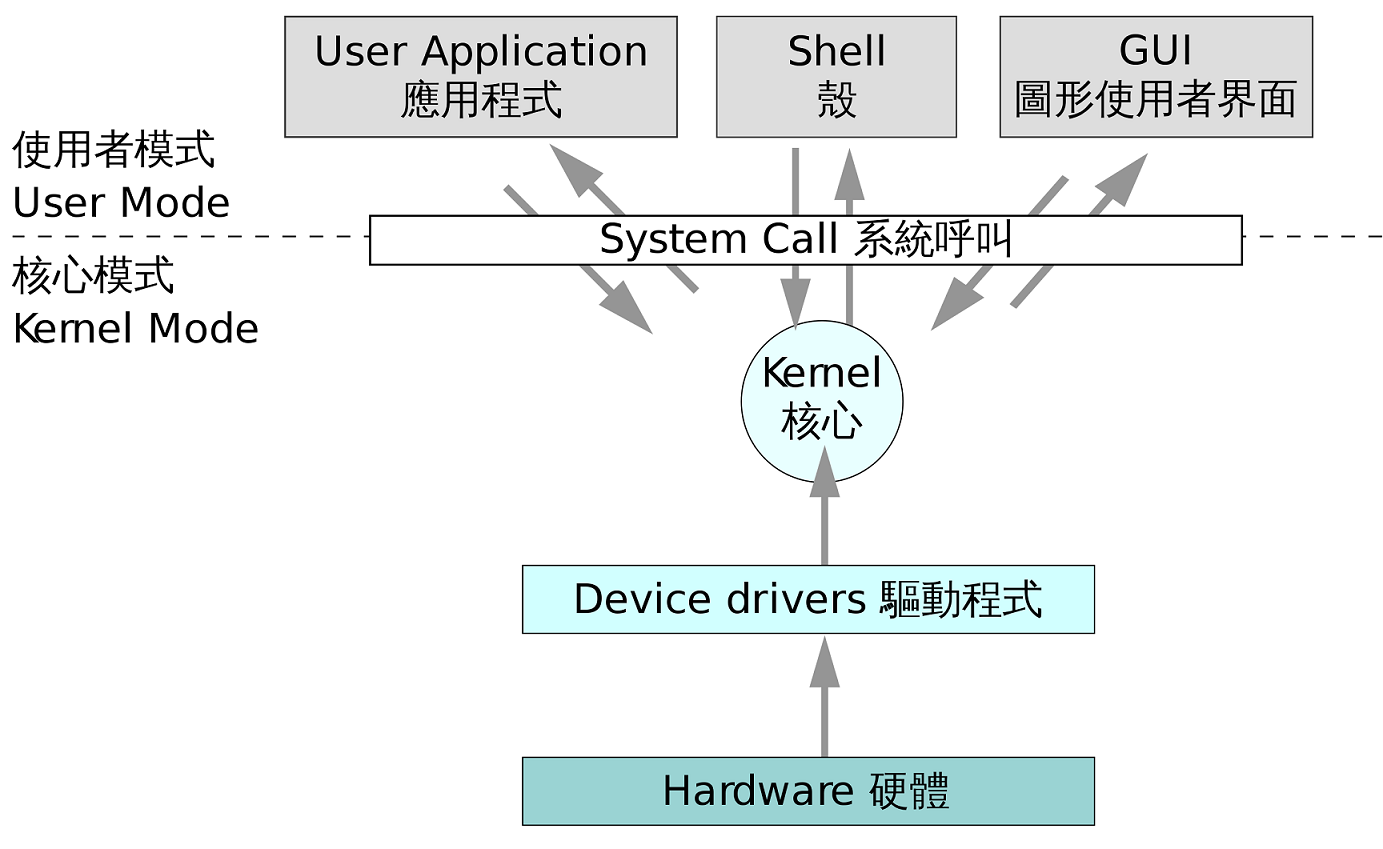 User Application
應用程式
Shell
殼
GUI
圖形使用者界面
使用者模式
User Mode
System Call 系統呼叫
核心模式
Kernel Mode
Kernel
核心
Device drivers 驅動程式
Hardware 硬體